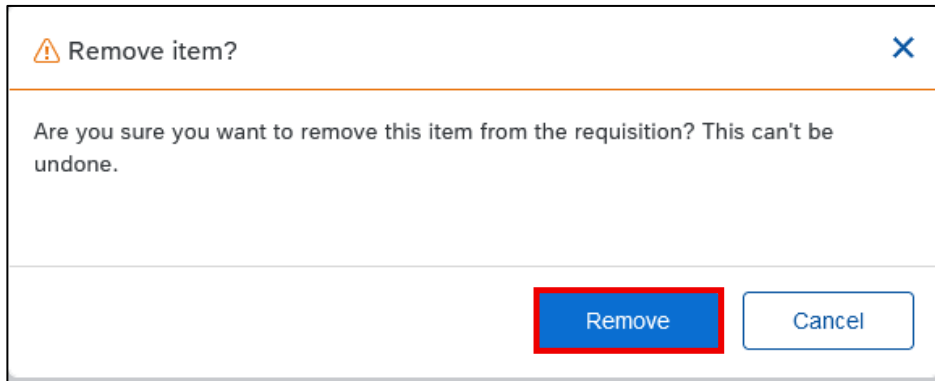 Remove item?
Are you sure you want to remove this item from the requisition? This can't be
undone.
Remove
Cancel